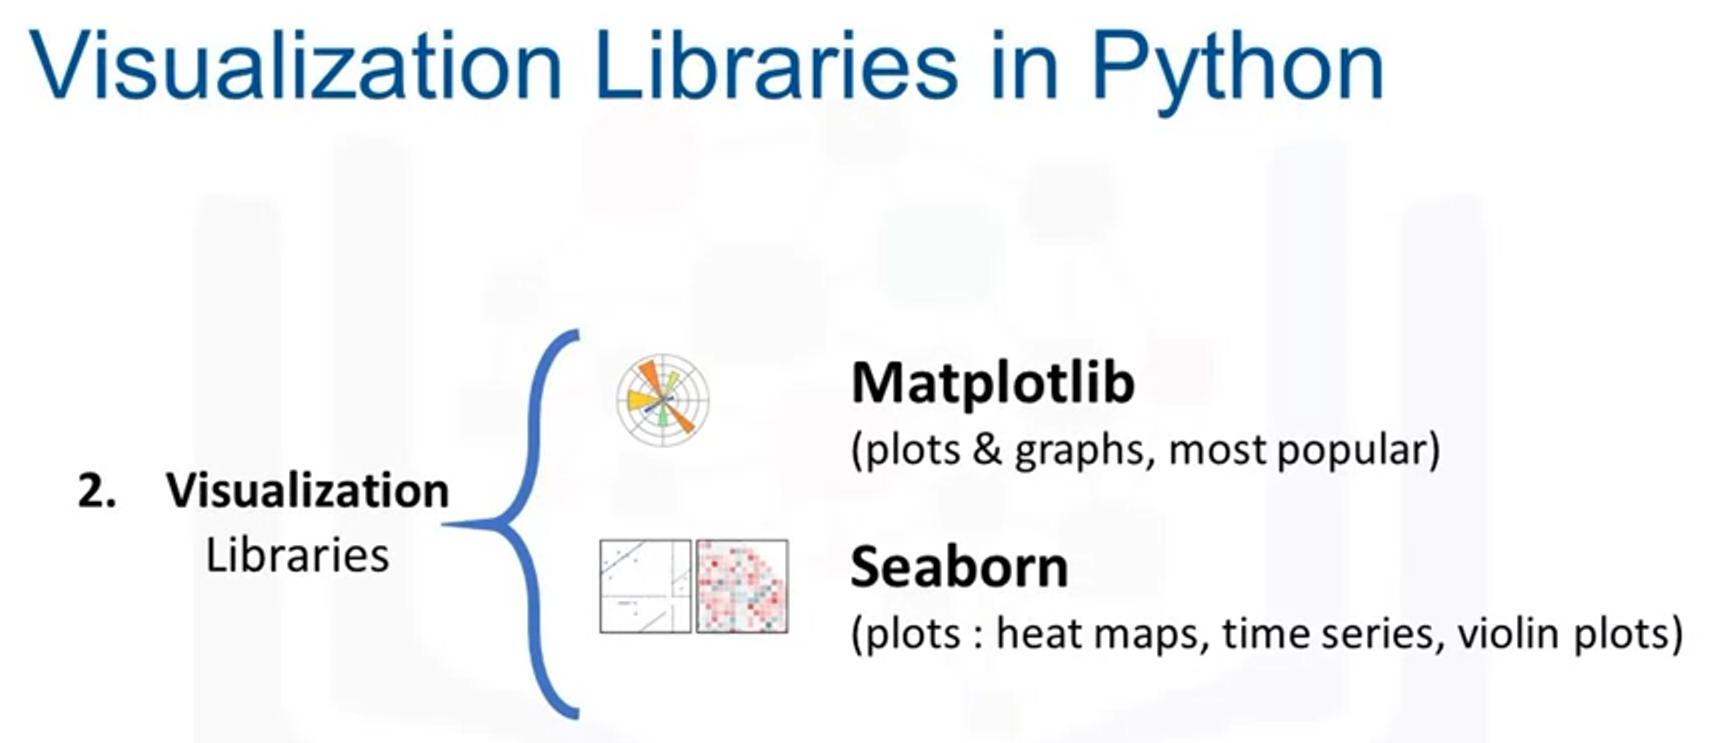 Visualization Libraries in Python
2. Visualization
Libraries
Matplotlib
(plots & graphs, most popular)
Seaborn
(plots : heat maps, time series, violin plots)